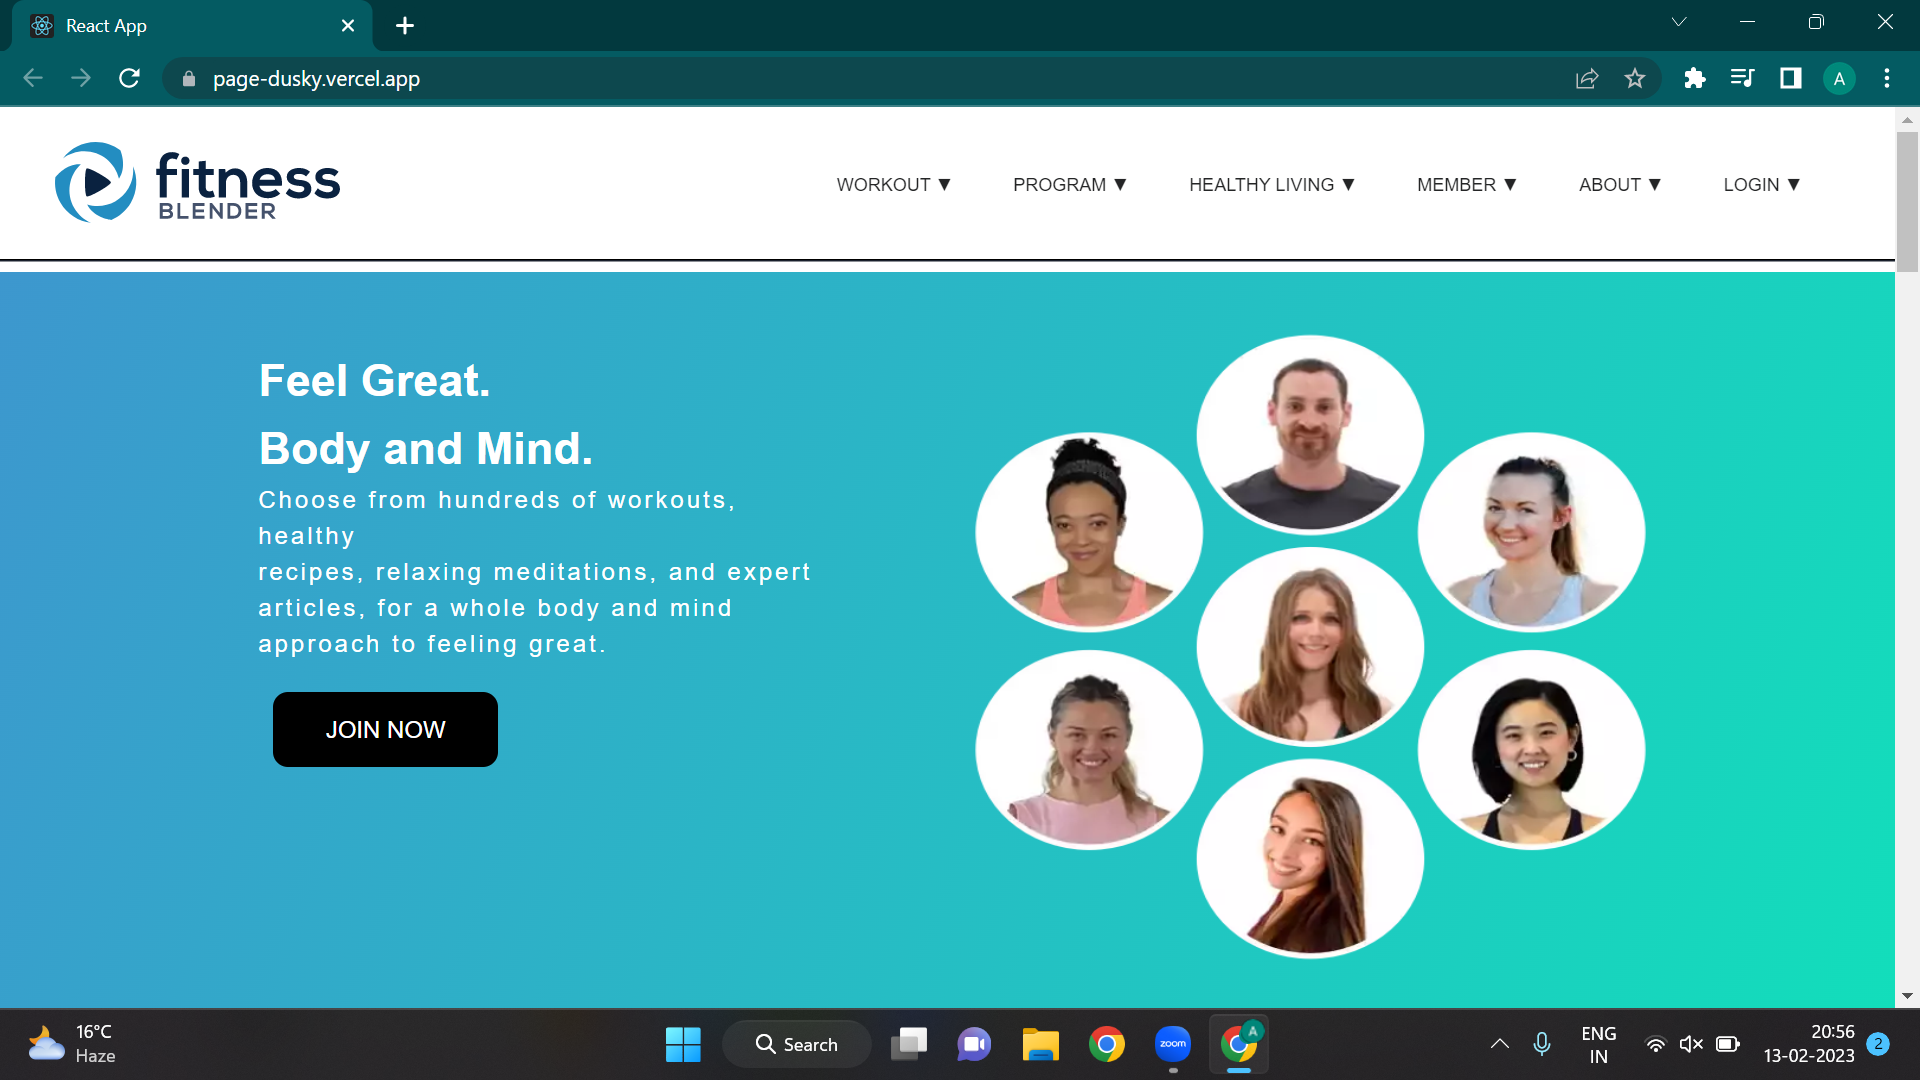 React App
page-dusky.vercel.app
A
fitness
BLENDER
WORKOUT ▼ PROGRAM ▼ HEALTHY LIVING ▼ MEMBER ▼ ABOUT ▼ LOGIN ▼
Feel Great.
Body and Mind.
Choose from hundreds of workouts,
healthy
recipes, relaxing meditations, and expert
articles, for a whole body and mind
approach to feeling great.
JOIN NOW
16°C
Haze
Search
zoom
A
ENG
IN
20:56
13-02-2023
2